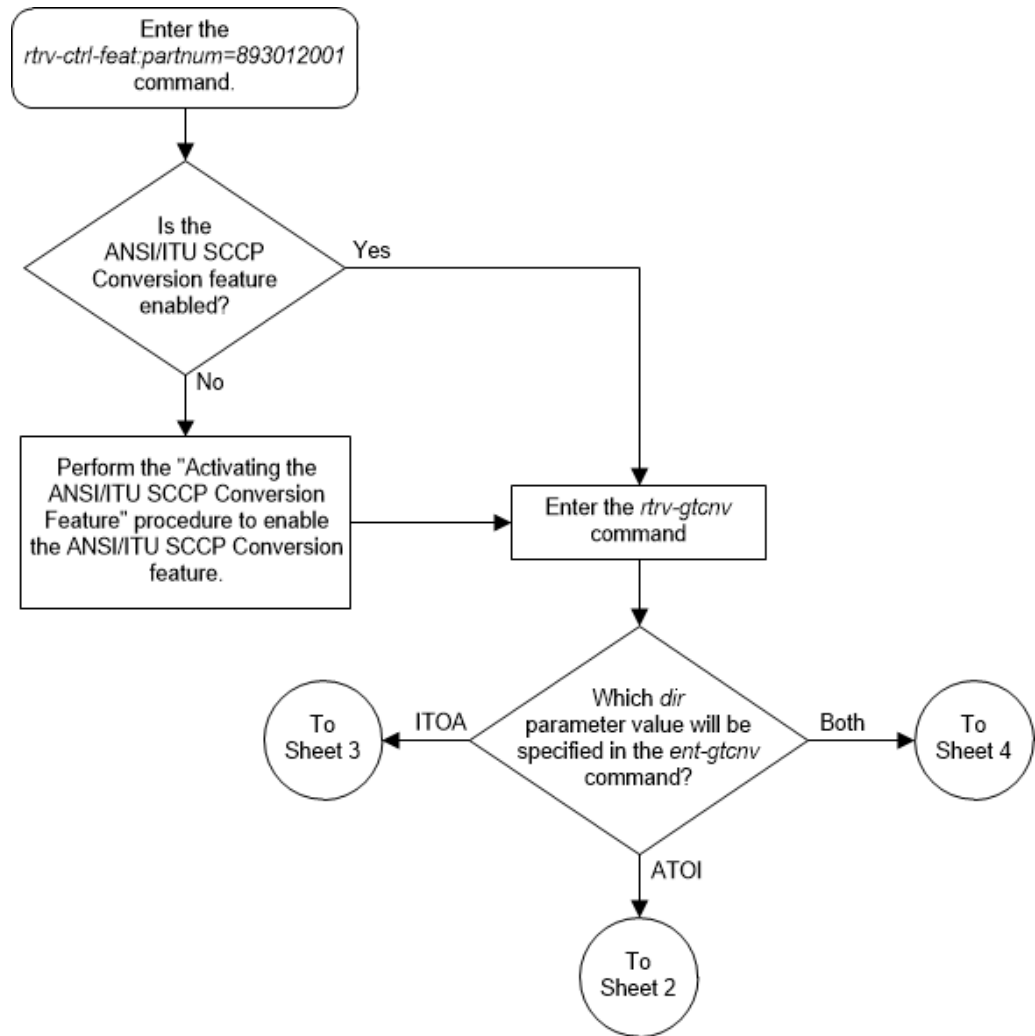 Enter the
rtrv-ctrl-feat:partnum=893012001
command.
Is the
ANSI/ITU SCCP
Conversion feature
enabled?
Yes
No
Perform the "Activating the
ANSI/ITU SCCP Conversion
Feature" procedure to enable
the ANSI/ITU SCCP Conversion
feature.
Enter the rtrv-gtcnv
command
Which dir
parameter value will be
specified in the ent-gtcnv
command?
ITOA
To
Sheet 3
Both
To
Sheet 4
ATOI
To
Sheet 2